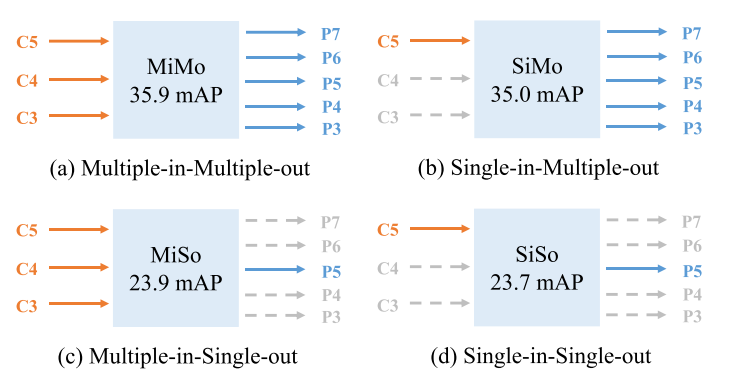 C5
C4
C3
MiMo
35.9 mAP
P7
P6
P5
P4
P3
(a) Multiple-in-Multiple-out
C5
C4
C3
SiMo
35.0 mAP
P7
P6
P5
P4
P3
(b) Single-in-Multiple-out
C5
C4
C3
MiSo
23.9 mAP
P7
P6
P5
P4
P3
(c) Multiple-in-Single-out
C5
C4
C3
SiSo
23.7 mAP
P7
P6
P5
P4
P3
(d) Single-in-Single-out